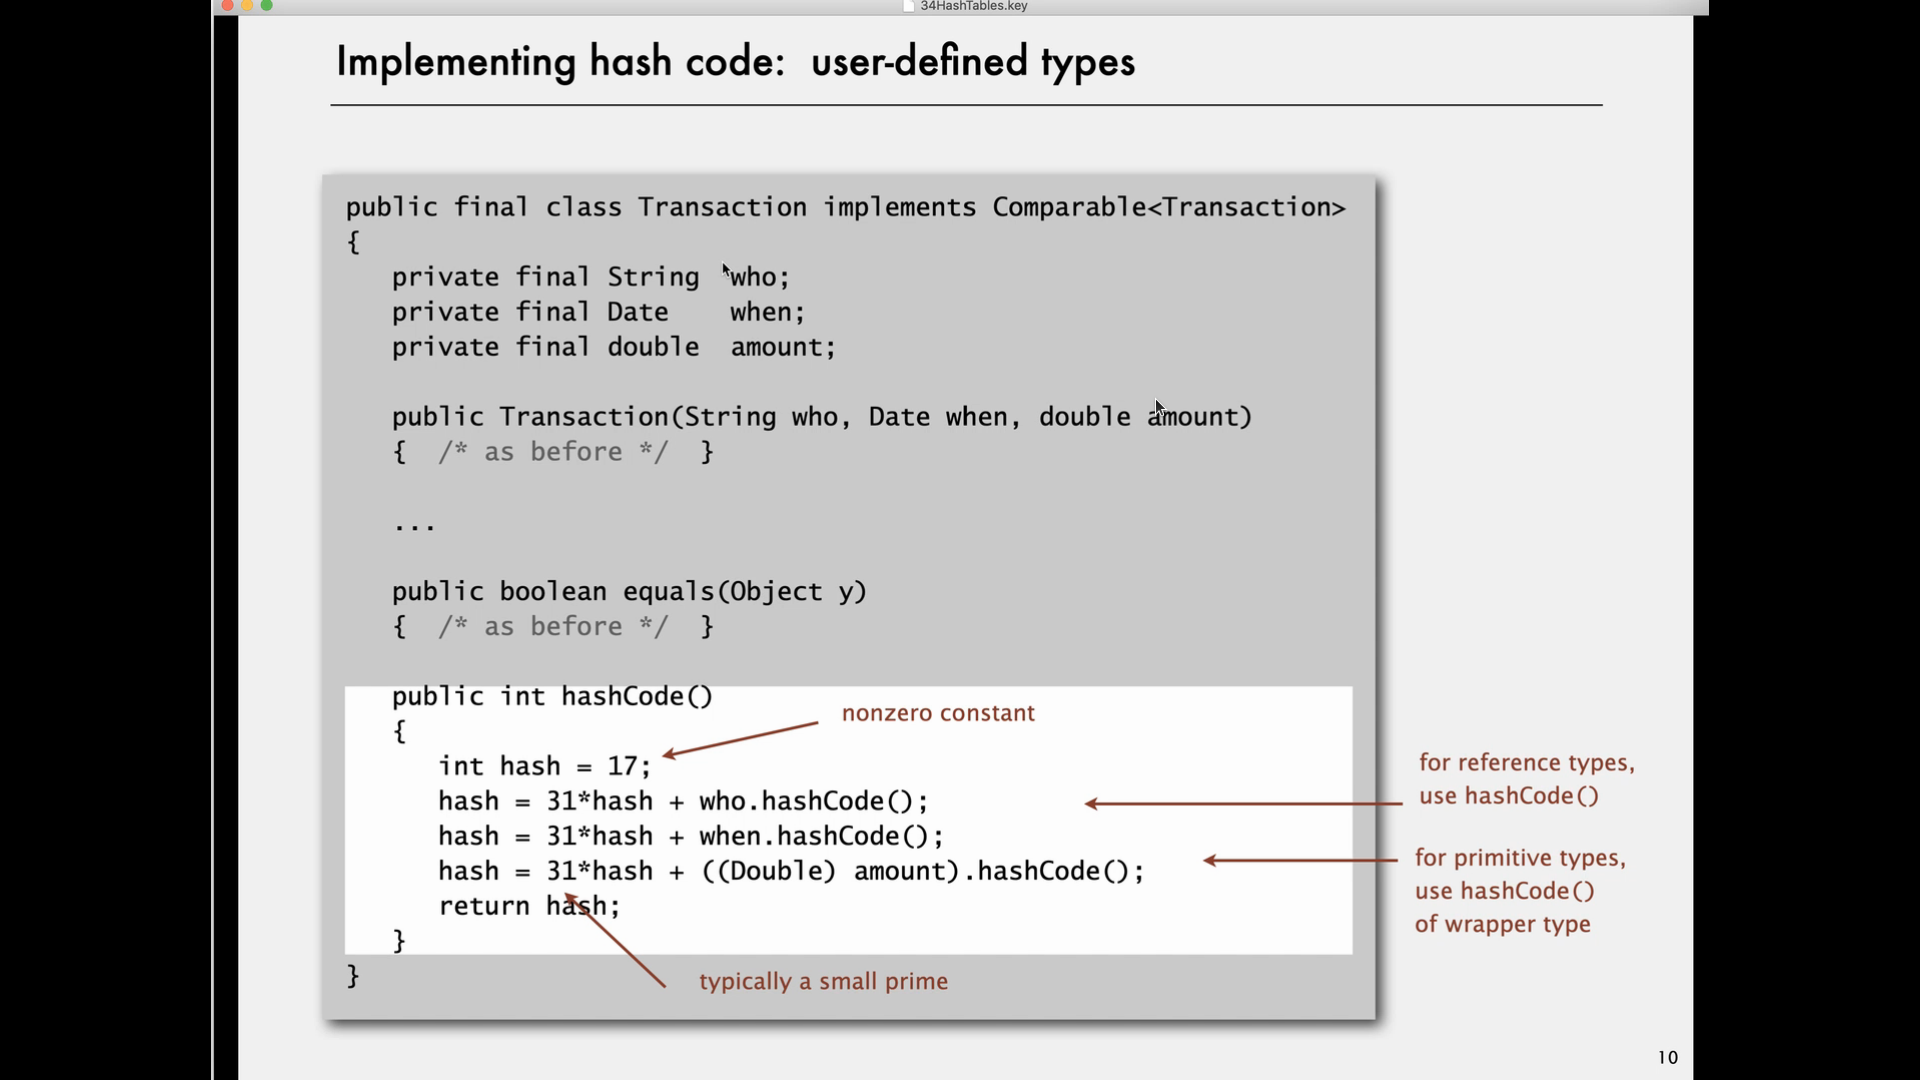 34HashTables.key
Implementing hash code: user-defined types
public final class Transaction implements Comparable<Transaction>
{
private final String who;
private final Date when;
private final double amount;
public Transaction(String who, Date when, double amount)
{ /* as before */ }
...
public boolean equals(Object y)
{ /* as before */ }
public int hashCode()
nonzero constant
{
int hash = 17;
hash = 31*hash + who.hashCode();
hash = 31*hash + when.hashCode();
hash = 31*hash + ((Double) amount).hashCode();
return hash;
}
}
for reference types,
use hashCode()
for primitive types,
use hashCode()
of wrapper type
typically a small prime
10